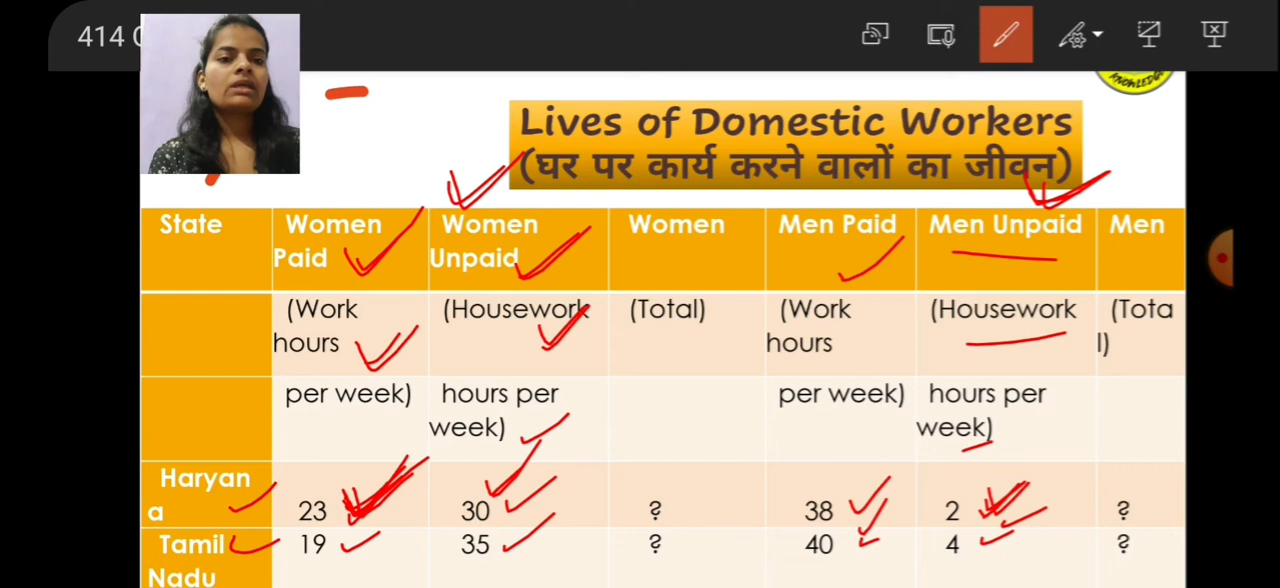 414
KNOWLEDGE
Lives of Domestic Workers
(घर पर कार्य करने वालों का जीवन)
State Women Paid Women Unpaid Women Men Paid Men Unpaid Men
(Work hours (Housework (Total) (Work hours (Housework (Total)
per week) hours per week) per week) hours per week)
Haryana 23 30 ? 38 2 ?
Tamil Nadu 19 35 ? 40 4 ?